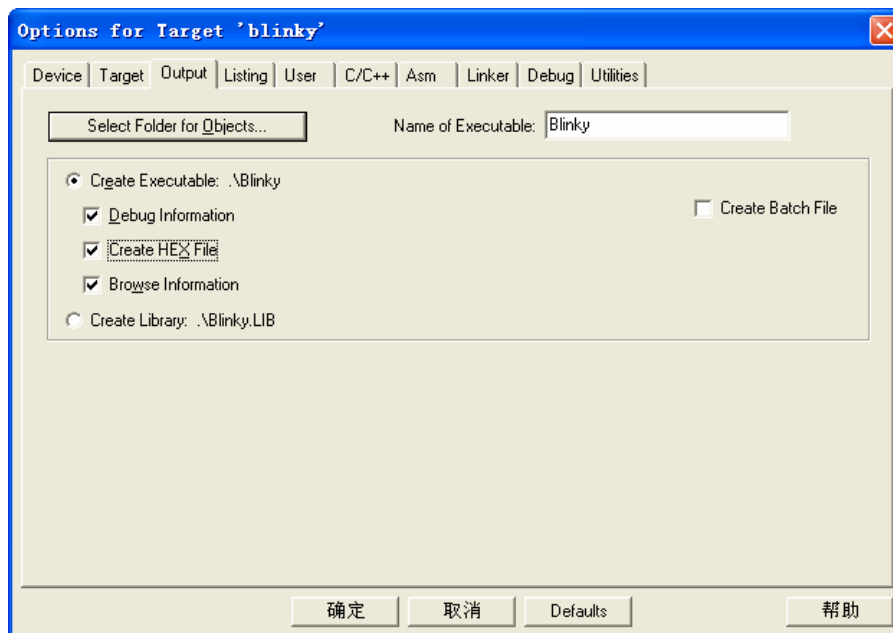 Options for Target 'blinky'
Device Target Output Listing User C/C++ Asm Linker Debug Utilities
Select Folder for Objects... Name of Executable: Blinky
Create Executable: .\Blinky
Debug Information Create Batch File
Create HEX File
Browse Information
Create Library: .\Blinky.LIB
确定 取消 Defaults 帮助